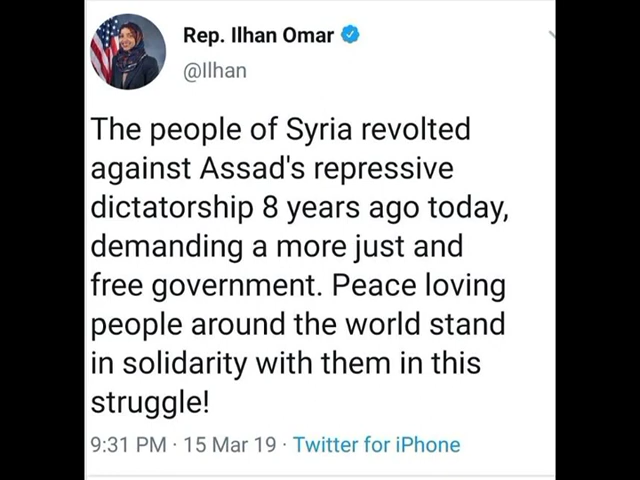 Rep. Ilhan Omar
@Ilhan
The people of Syria revolted
against Assad's repressive
dictatorship 8 years ago today,
demanding a more just and
free government. Peace loving
people around the world stand
in solidarity with them in this
struggle!
9:31 PM · 15 Mar 19 · Twitter for iPhone